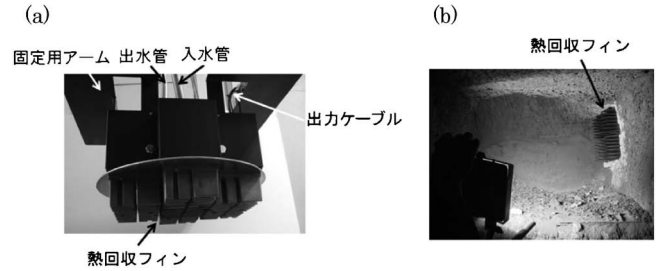 (a)
固定用アーム 出水管 入水管
出力ケーブル
熱回収フィン
(b)
熱回収フィン